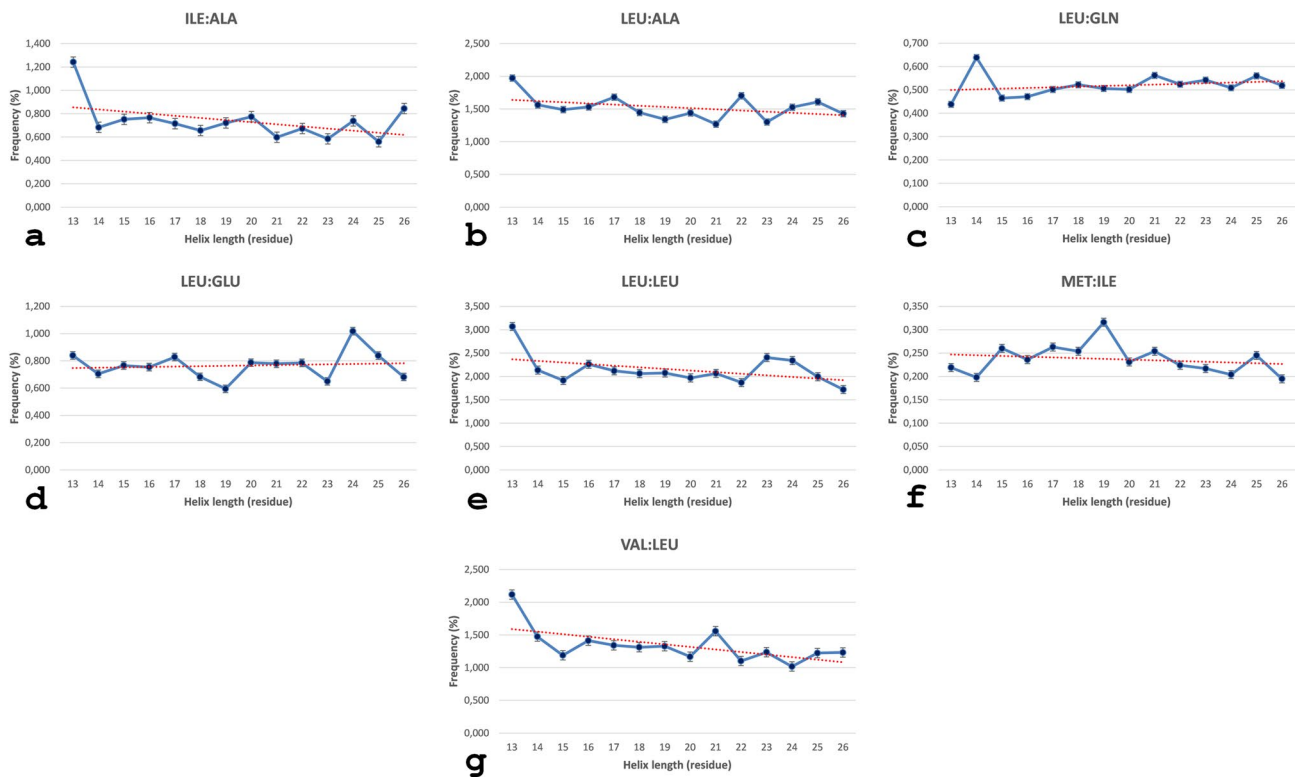 ILE:ALA
1,400
1,200
1,000
0,800
0,600
0,400
0,200
0,000
Frequency (%)
13 14 15 16 17 18 19 20 21 22 23 24 25 26
Helix length (residue)
a
LEU:ALA
2,500
2,000
1,500
1,000
0,500
0,000
Frequency (%)
13 14 15 16 17 18 19 20 21 22 23 24 25 26
Helix length (residue)
b
LEU:GLN
0,700
0,600
0,500
0,400
0,300
0,200
0,100
0,000
Frequency (%)
13 14 15 16 17 18 19 20 21 22 23 24 25 26
Helix length (residue)
c
LEU:GLU
1,200
1,000
0,800
0,600
0,400
0,200
0,000
Frequency (%)
13 14 15 16 17 18 19 20 21 22 23 24 25 26
Helix length (residue)
d
LEU:LEU
3,500
3,000
2,500
2,000
1,500
1,000
0,500
0,000
Frequency (%)
13 14 15 16 17 18 19 20 21 22 23 24 25 26
Helix length (residue)
e
MET:ILE
0,350
0,300
0,250
0,200
0,150
0,100
0,050
0,000
Frequency (%)
13 14 15 16 17 18 19 20 21 22 23 24 25 26
Helix length (residue)
f
VAL:LEU
2,500
2,000
1,500
1,000
0,500
0,000
Frequency (%)
13 14 15 16 17 18 19 20 21 22 23 24 25 26
Helix length (residue)
g